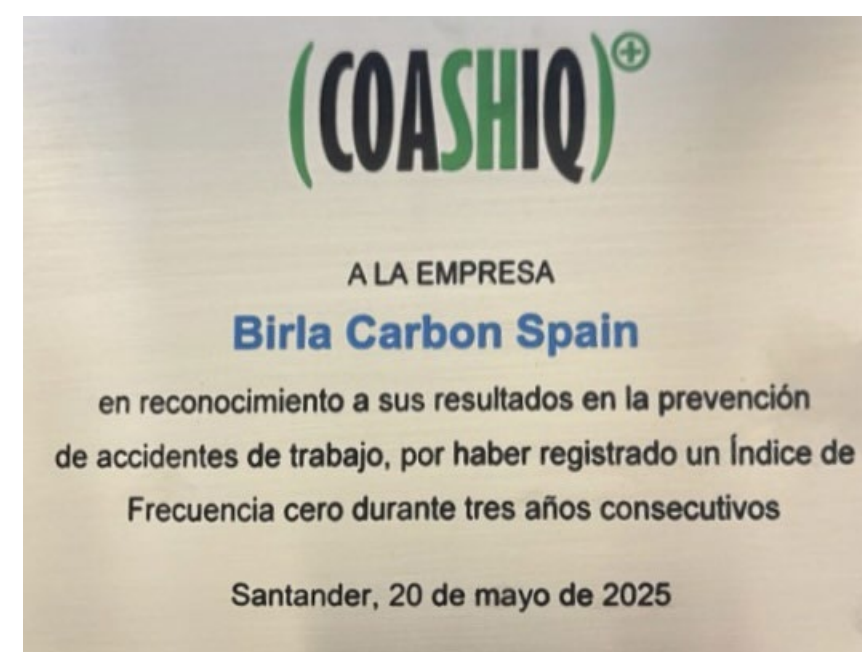 (COASHIQ)⊕
A LA EMPRESA
Birla Carbon Spain
en reconocimiento a sus resultados en la prevención
de accidentes de trabajo, por haber registrado un Índice de
Frecuencia cero durante tres años consecutivos
Santander, 20 de mayo de 2025